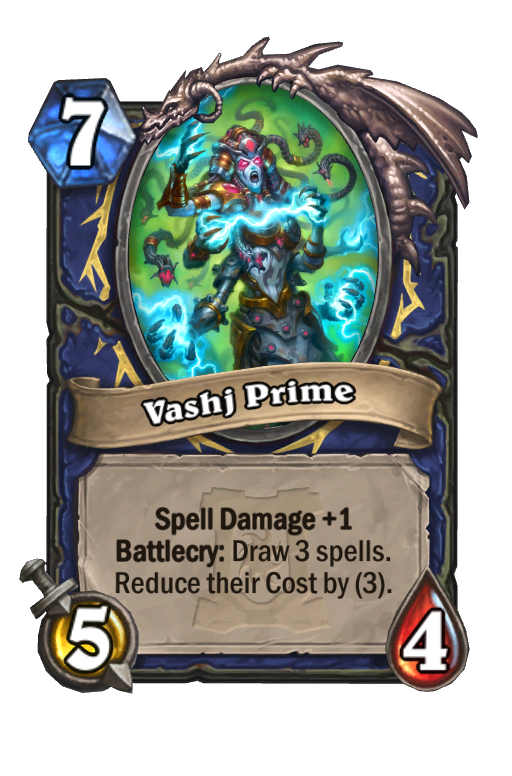 7
Vashj Prime
Spell Damage +1
Battlecry: Draw 3 spells.
Reduce their Cost by (3).
5
4